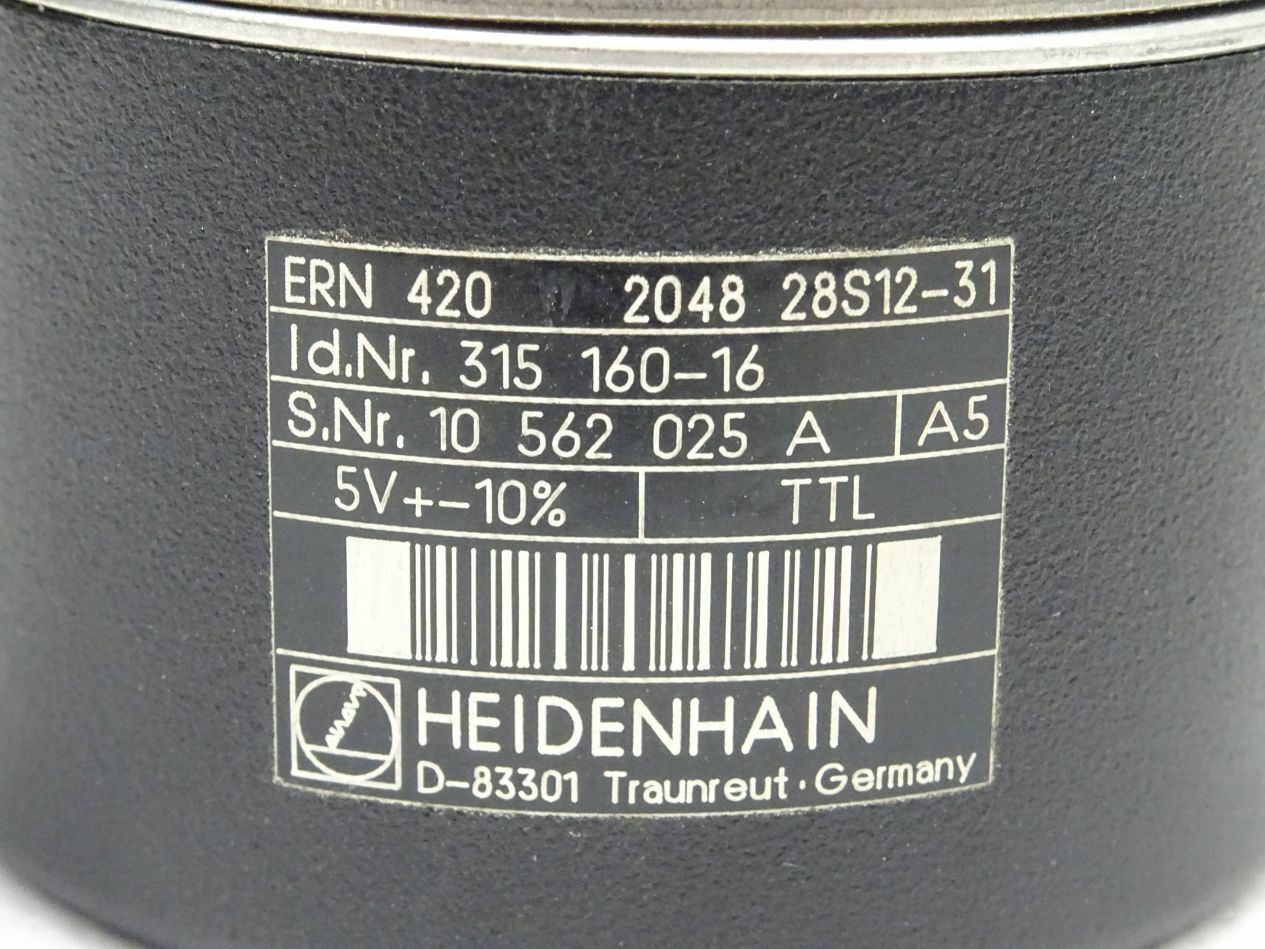 ERN 420 2048 28S12-31
Id.Nr. 315 160-16
S.Nr. 10 562 025 A A5
5V+-10% TTL
HEIDENHAIN
D-83301 Traunreut · Germany